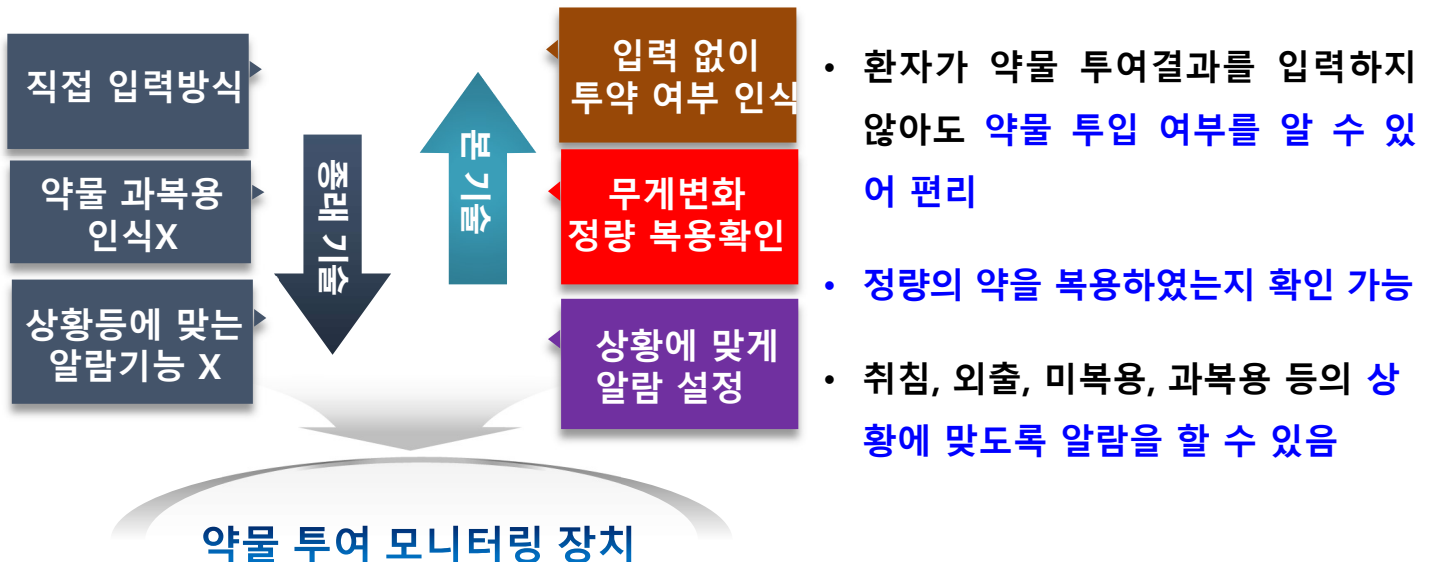 직접 입력방식
약물 과복용
인식X
상황등에 맞는
알람기능 X
종래 기술
본 기술
입력 없이
투약 여부 인식
무게변화
정량 복용확인
상황에 맞게
알람 설정
약물 투여 모니터링 장치
• 환자가 약물 투여결과를 입력하지
않아도 약물 투입 여부를 알 수 있
어 편리
• 정량의 약을 복용하였는지 확인 가능
• 취침, 외출, 미복용, 과복용 등의 상
황에 맞도록 알람을 할 수 있음